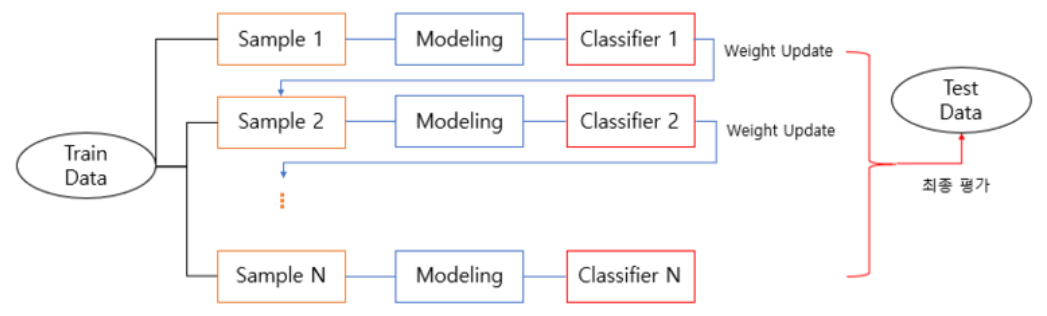 Sample 1
Modeling
Classifier 1
Weight Update
Test
Data
Sample 2
Modeling
Classifier 2
Weight Update
Train
Data
최종 평가
Sample N
Modeling
Classifier N